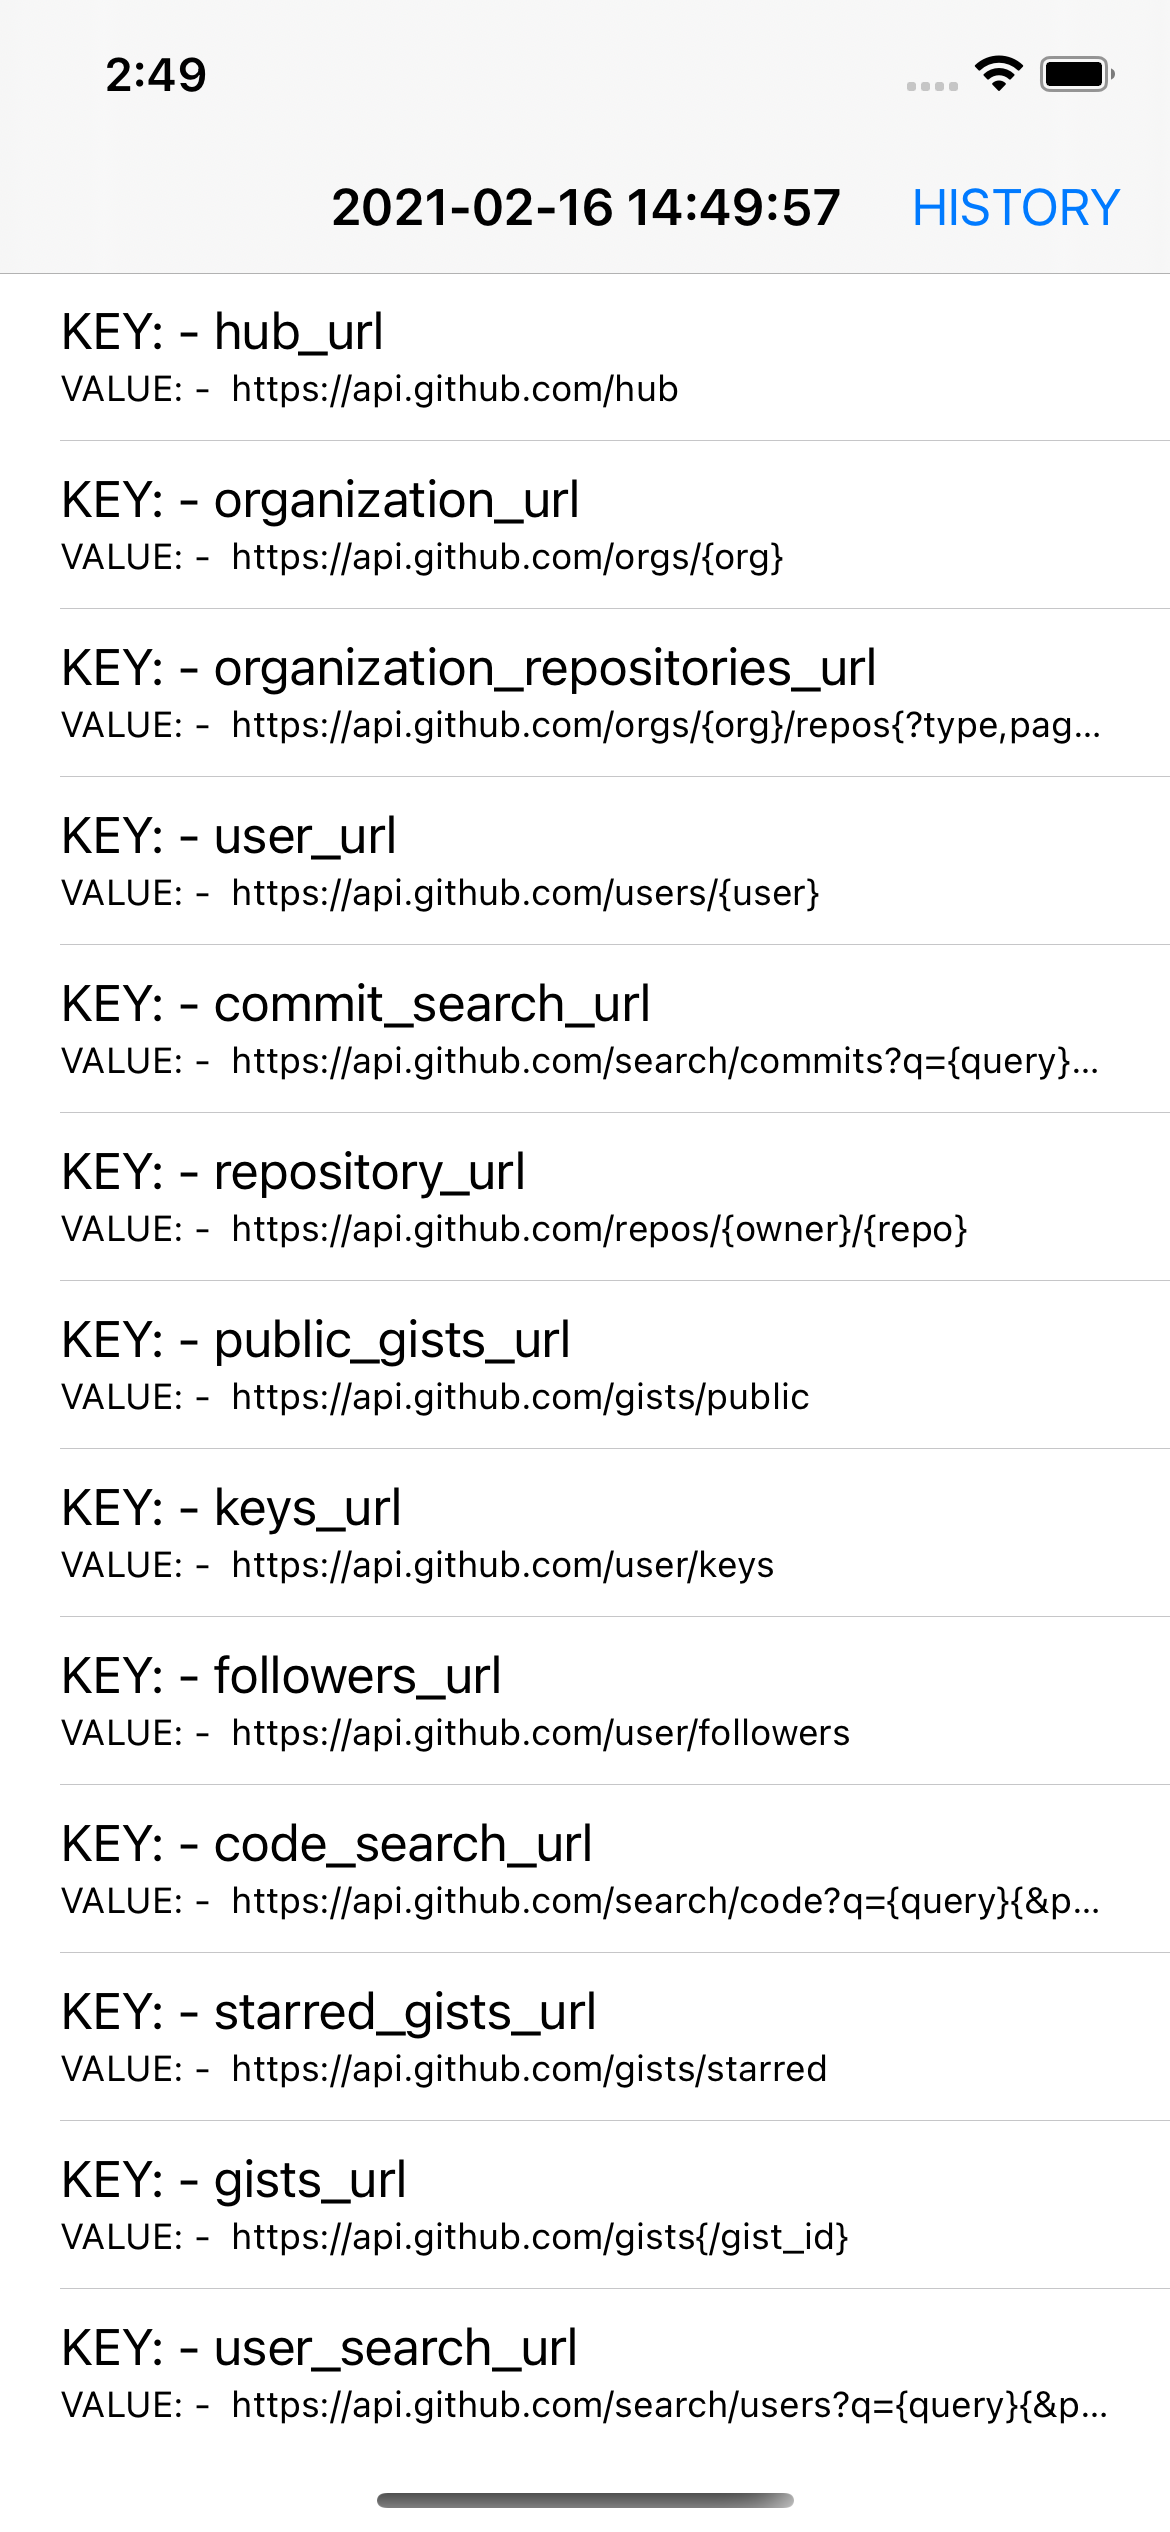 2:49
2021-02-16 14:49:57 HISTORY
KEY: - hub_url
VALUE: - https://api.github.com/hub
KEY: - organization_url
VALUE: - https://api.github.com/orgs/{org}
KEY: - organization_repositories_url
VALUE: - https://api.github.com/orgs/{org}/repos{?type,pag...
KEY: - user_url
VALUE: - https://api.github.com/users/{user}
KEY: - commit_search_url
VALUE: - https://api.github.com/search/commits?q={query}...
KEY: - repository_url
VALUE: - https://api.github.com/repos/{owner}/{repo}
KEY: - public_gists_url
VALUE: - https://api.github.com/gists/public
KEY: - keys_url
VALUE: - https://api.github.com/user/keys
KEY: - followers_url
VALUE: - https://api.github.com/user/followers
KEY: - code_search_url
VALUE: - https://api.github.com/search/code?q={query}{&p...
KEY: - starred_gists_url
VALUE: - https://api.github.com/gists/starred
KEY: - gists_url
VALUE: - https://api.github.com/gists{/gist_id}
KEY: - user_search_url
VALUE: - https://api.github.com/search/users?q={query}{&p...